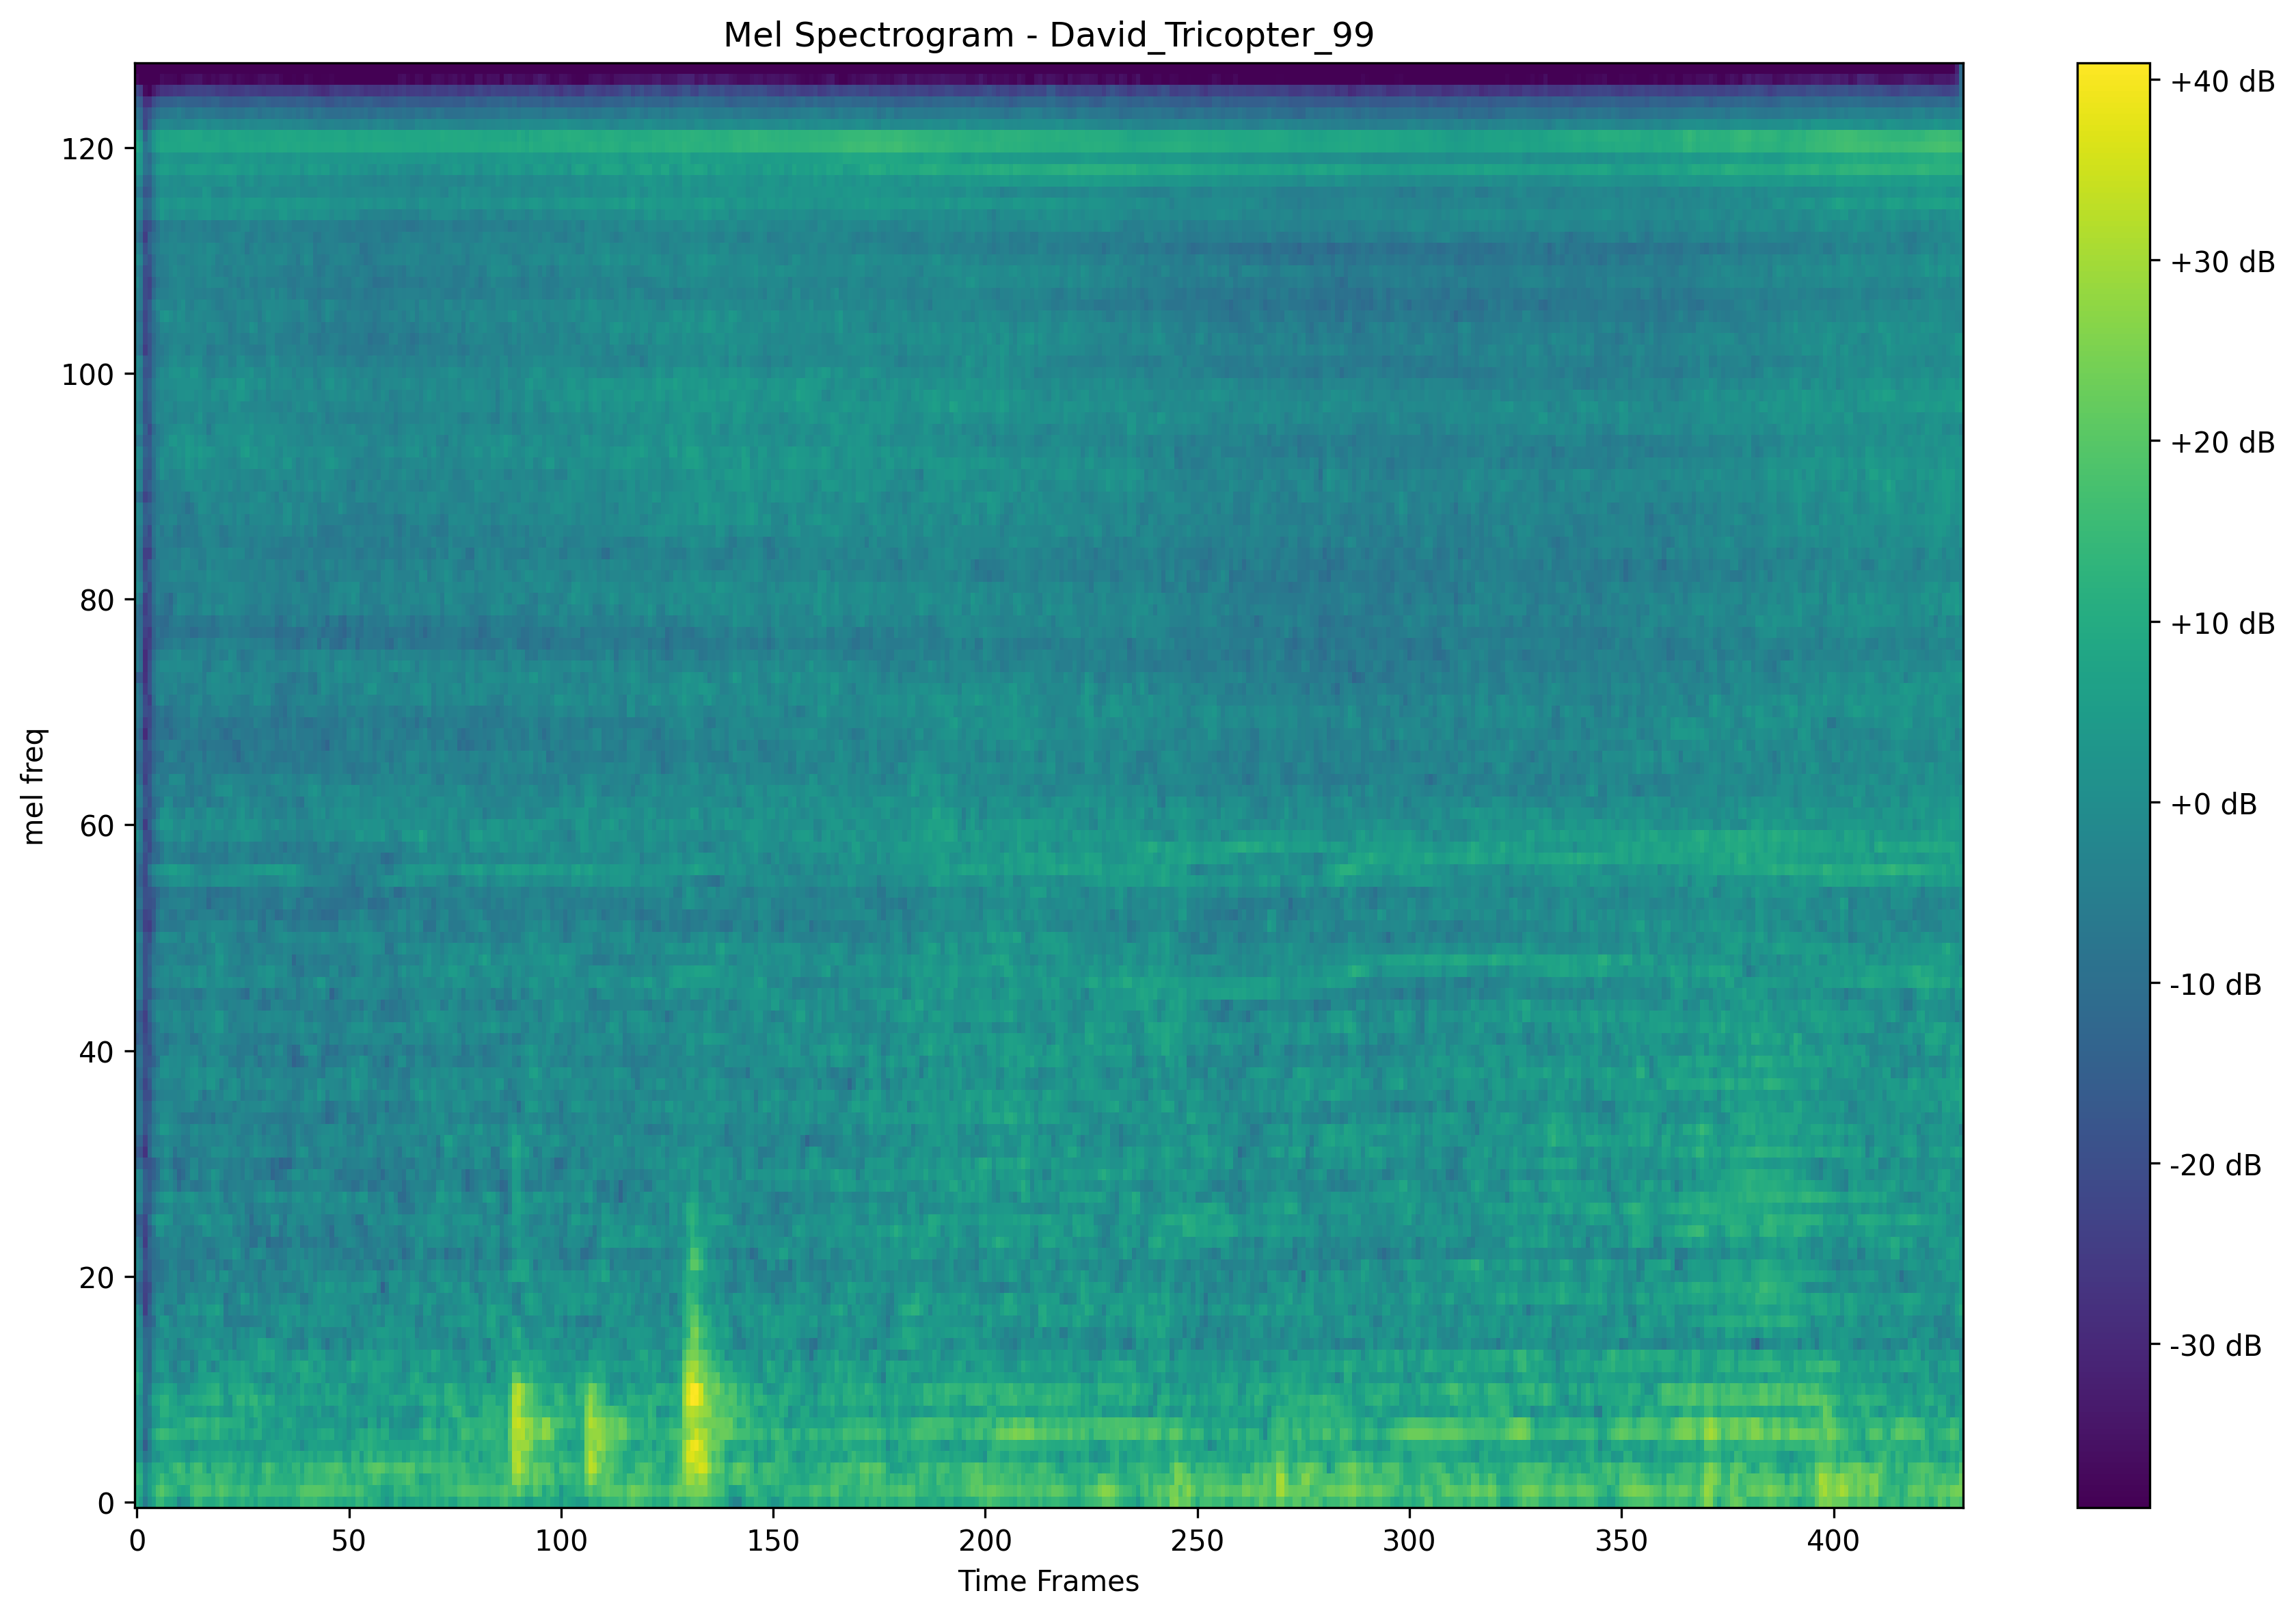 Mel Spectrogram - David_Tricopter_99
mel freq
120
100
80
60
40
20
0
0 50 100 150 200 250 300 350 400
Time Frames
+40 dB
+30 dB
+20 dB
+10 dB
+0 dB
-10 dB
-20 dB
-30 dB